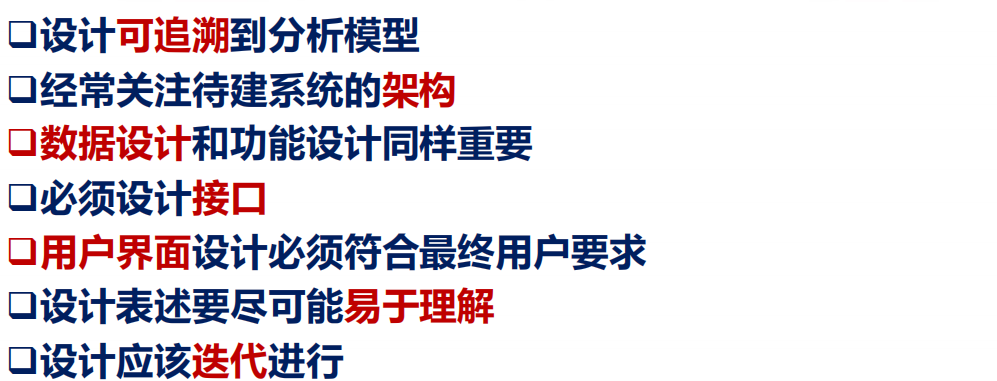 ❑设计可追溯到分析模型
❑经常关注待建系统的架构
❑数据设计和功能设计同样重要
❑必须设计接口
❑用户界面设计必须符合最终用户要求
❑设计表述要尽可能易于理解
❑设计应该迭代进行